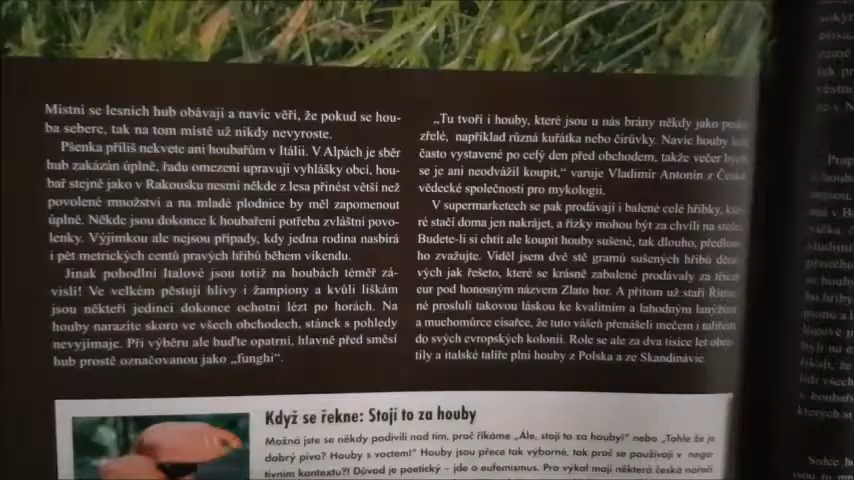 Místní se lesních hub obávají a navíc věří, že pokud se hou-
ba sebere, tak na tom místě už nikdy nevyroste.
Pšenka příliš nekvete ani houbařům v Itálii. V Alpách je sběr
hub zakázán úplně, řadu omezení upravují vyhlášky obcí, hou-
bař stejně jako v Rakousku nesmí někde z lesa přinést větší než
povolené množství a na mladé plodnice by měl zapomenout
úplně. Někde jsou dokonce k houbaření potřeba zvláštní povo-
lenky. Výjimkou ale nejsou případy, kdy jedna rodina nasbírá
i pět metrických centů pravých hřibů během víkendu.
Jinak pohodlní Italové jsou totiž na houbách téměř zá-
vislí! Ve velkém pěstují hlívy i žampiony a kvůli liškám
jsou někteří jedinci dokonce ochotni lézt po horách. Na
houby narazíte skoro ve všech obchodech, stánek s pohledy
nevyjímaje. Při výběru ale buďte opatrní, hlavně před směsí
hub prostě označovanou jako „funghi“.
„Tu tvoří i houby, které jsou u nás brány někdy jako
zřelé, například různá kuřátka nebo čirůvky. Navíc houby
často vystavené po celý den před obchodem, takže večer
se je ani neodvážil koupit,“ varuje Vladimír Antonín z
vědecké společnosti pro mykologii.
V supermarketech se pak prodávají i balené celé hříbky,
ré stačí doma jen nakrájet, a řízky mohou být za chvíli na
Budete-li si chtít ale koupit houby sušené, tak dlouho,
ho zvažujte. Viděl jsem dvě stě gramů sušených hřibů
vých jak řešeto, které se krásně zabalené prodávaly za
eur pod honosným názvem Zlato hor. A přitom už staří
né prosluli takovou láskou ke kvalitním a lahodným lanýžům
a muchomůrce císařce, že tuto vášeň přenášeli mečem i talířem
do svých evropských kolonií. Role se ale za dva tisíce let
tily a italské talíře plní houby z Polska a ze Skandinávie.
Když se řekne: Stojí to za houby
Možná jste se někdy podivili nad tím, proč říkáme „Ále, stojí to za houby!“ nebo „Tohle že je
dobrý pivo? Houby s voctem!“ Houby jsou přece tak výborné, tak proč se používají v nega-
tivním kontextu?! Důvod je poetický – jde o eufemismus. Pro výkal mají některá česká nářečí